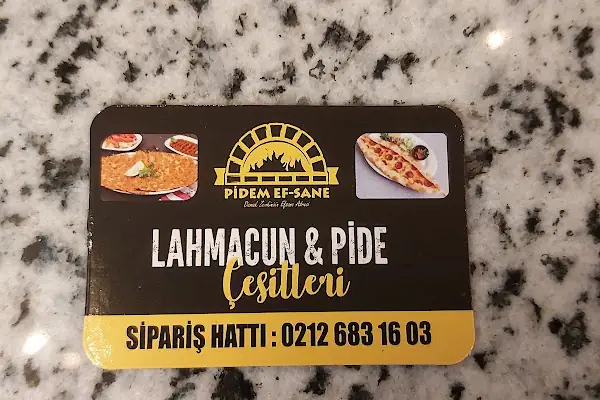 PİDEM EF-SANE
LAHMACUN & PİDE
Çeşitleri
SİPARİŞ HATTI : 0212 683 16 03